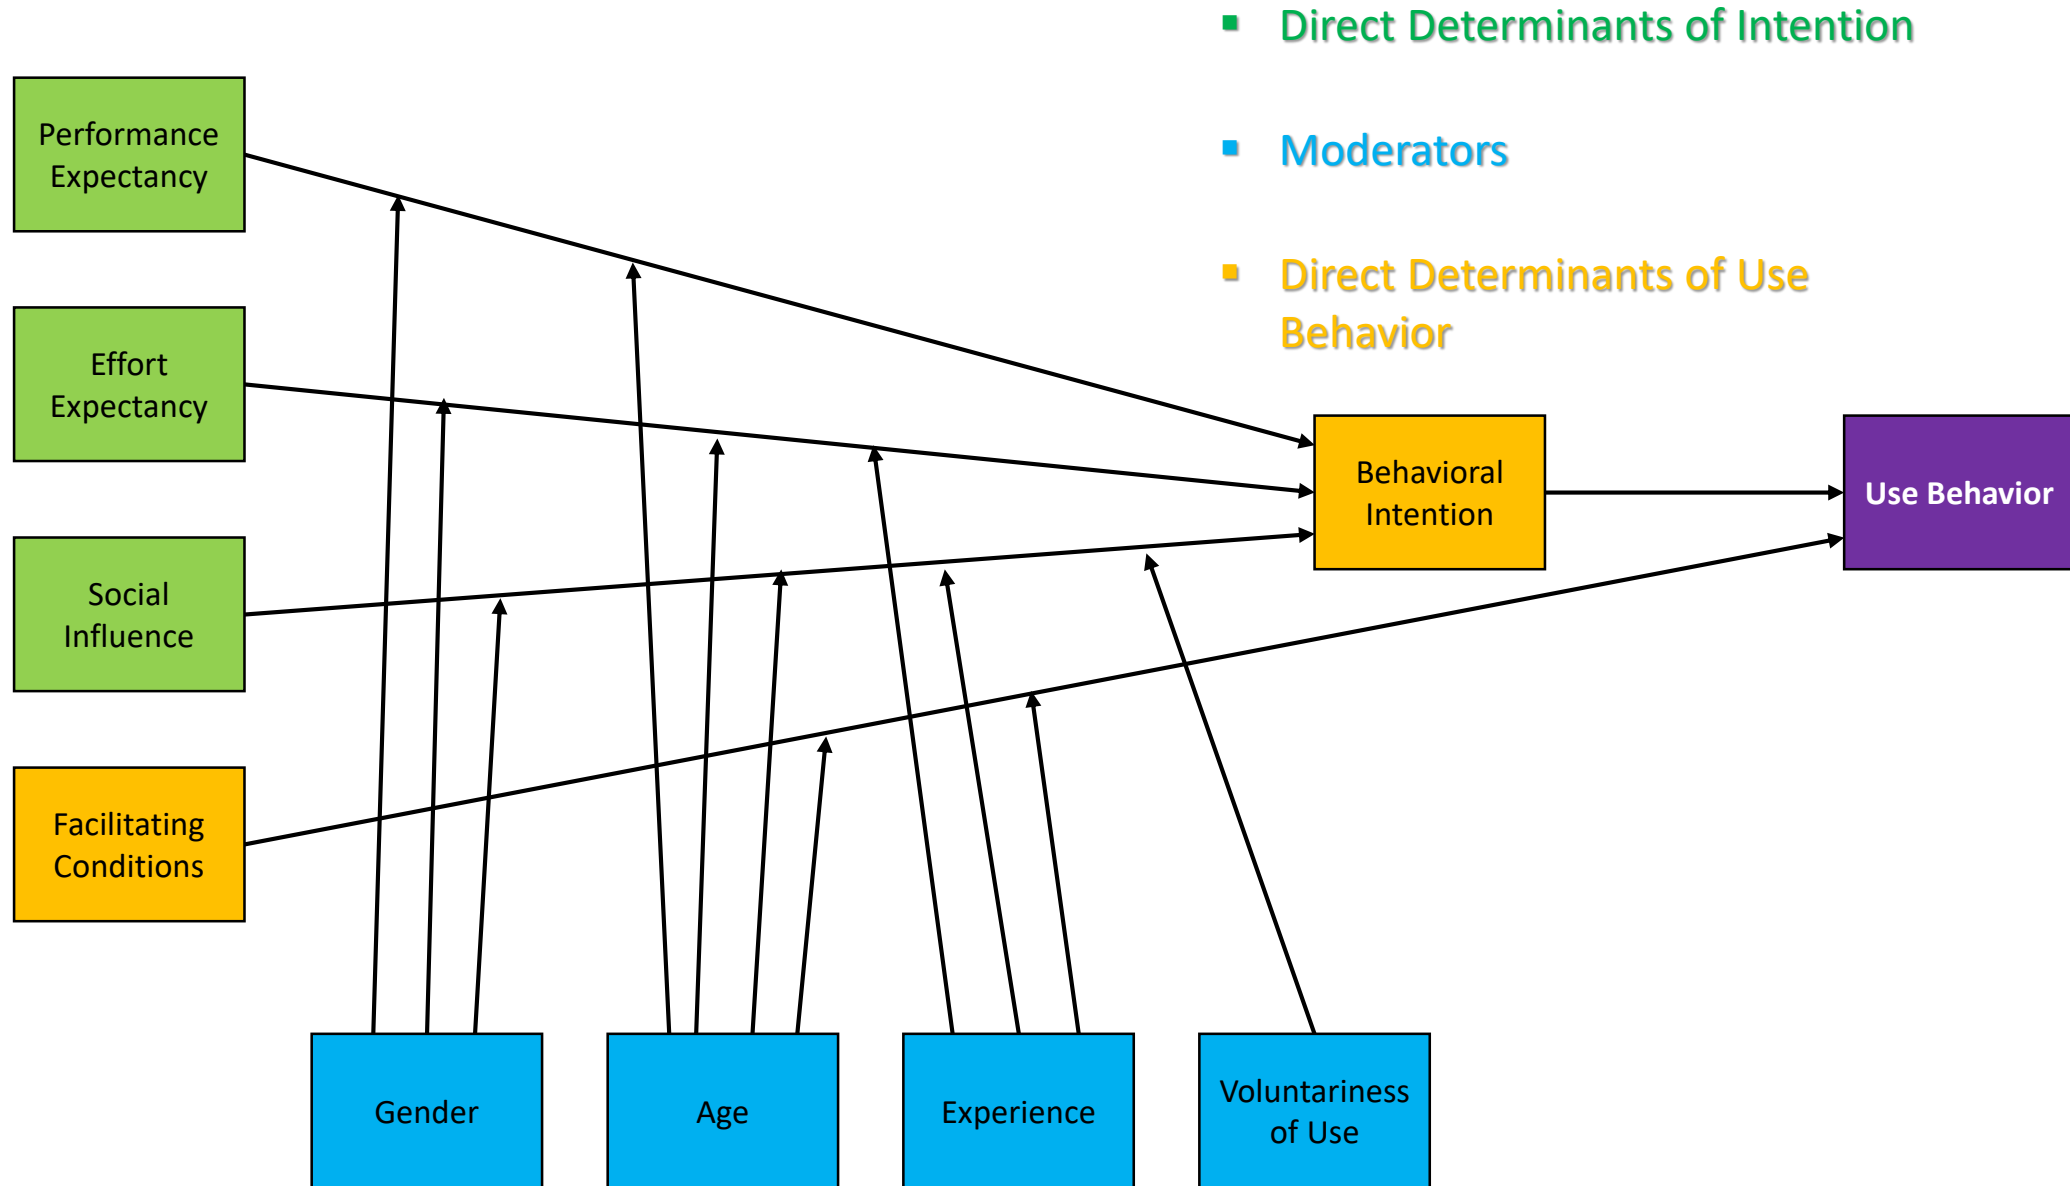 Direct Determinants of Intention
Moderators
Direct Determinants of Use
Behavior
Performance
Expectancy
Effort
Expectancy
Social
Influence
Facilitating
Conditions
Behavioral
Intention
Use Behavior
Gender
Age
Experience
Voluntariness
of Use